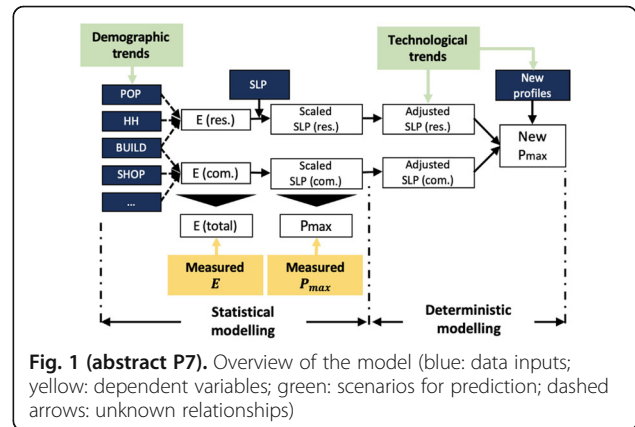 Demographic
trends
Technological
trends
SLP
New
profiles
POP
HH
BUILD
SHOP
...
E (res.)
Scaled
SLP (res.)
Adjusted
SLP (res.)
New
Pmax
E (com.)
Scaled
SLP (com.)
Adjusted
SLP (com.)
E (total)
Pmax
Measured
E
Measured
Pmax
Statistical
modelling
Deterministic
modelling
Fig. 1 (abstract P7). Overview of the model (blue: data inputs;
yellow: dependent variables; green: scenarios for prediction; dashed
arrows: unknown relationships)